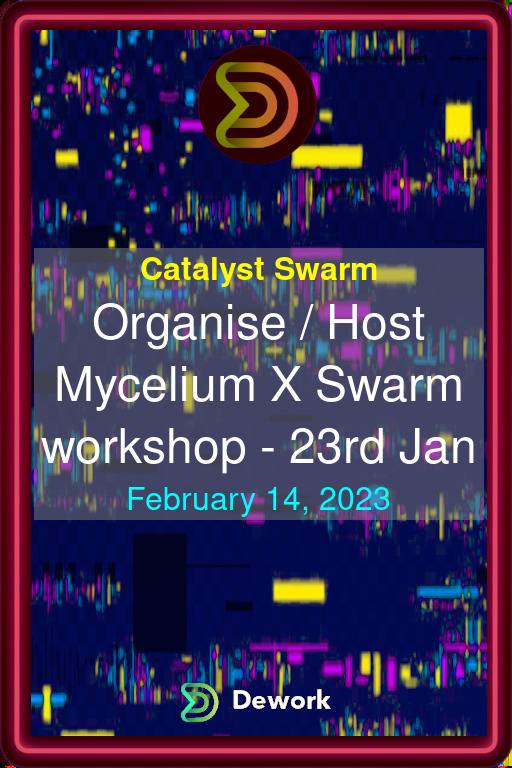 Catalyst Swarm
Organise / Host
Mycelium X Swarm
workshop - 23rd Jan
February 14, 2023
Dework